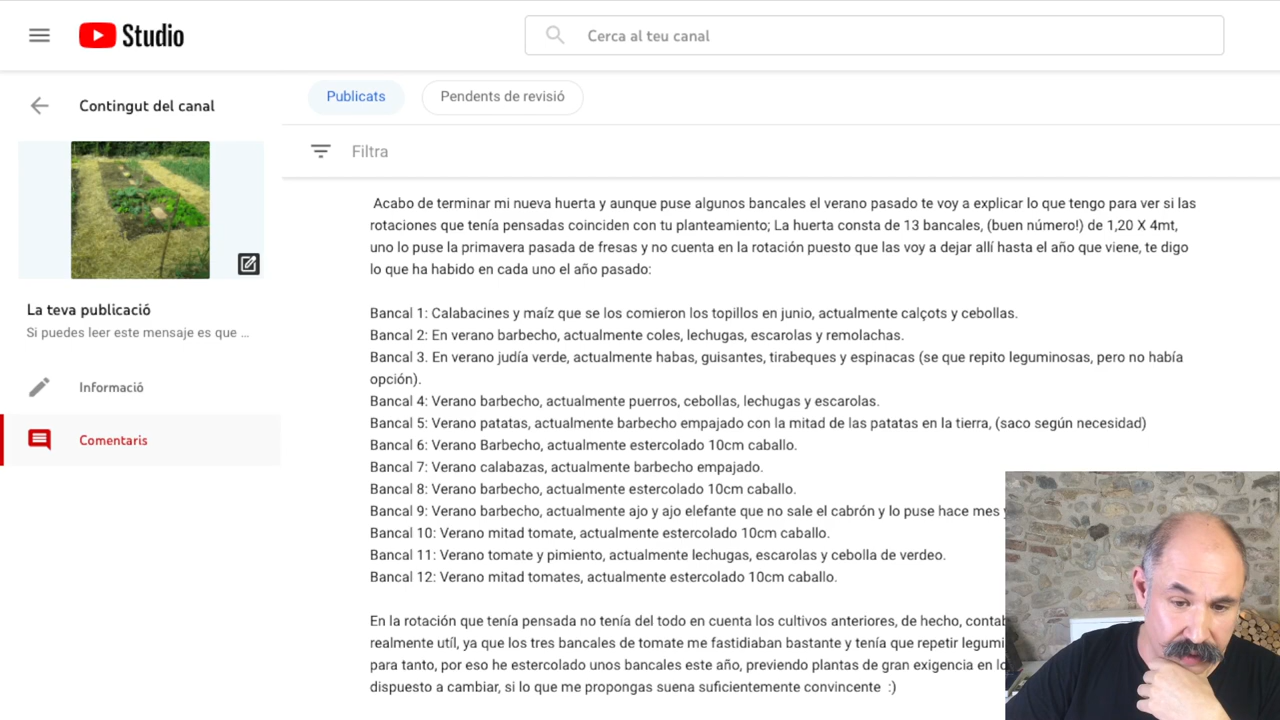 Studio
Cerca al teu canal
Contingut del canal
La teva publicació
Si puedes leer este mensaje es que ...
Informació
Comentaris
Publicats
Pendents de revisió
Filtra
Acabo de terminar mi nueva huerta y aunque puse algunos bancales el verano pasado te voy a explicar lo que tengo para ver si las
rotaciones que tenía pensadas coinciden con tu planteamiento; La huerta consta de 13 bancales, (buen número!) de 1,20 X 4mt,
uno lo puse la primavera pasada de fresas y no cuenta en la rotación puesto que las voy a dejar allí hasta el año que viene, te digo
lo que ha habido en cada uno el año pasado:
Bancal 1: Calabacines y maíz que se los comieron los topillos en junio, actualmente calçots y cebollas.
Bancal 2: En verano barbecho, actualmente coles, lechugas, escarolas y remolachas.
Bancal 3. En verano judía verde, actualmente habas, guisantes, tirabeques y espinacas (se que repito leguminosas, pero no había
opción).
Bancal 4: Verano barbecho, actualmente puerros, cebollas, lechugas y escarolas.
Bancal 5: Verano patatas, actualmente barbecho empajado con la mitad de las patatas en la tierra, (saco según necesidad)
Bancal 6: Verano Barbecho, actualmente estercolado 10cm caballo.
Bancal 7: Verano calabazas, actualmente barbecho empajado.
Bancal 8: Verano barbecho, actualmente estercolado 10cm caballo.
Bancal 9: Verano barbecho, actualmente ajo y ajo elefante que no sale el cabrón y lo puse hace mes y
Bancal 10: Verano mitad tomate, actualmente estercolado 10cm caballo.
Bancal 11: Verano tomate y pimiento, actualmente lechugas, escarolas y cebolla de verdeo.
Bancal 12: Verano mitad tomates, actualmente estercolado 10cm caballo.
En la rotación que tenía pensada no tenía del todo en cuenta los cultivos anteriores, de hecho,
realmente utíl, ya que los tres bancales de tomate me fastidiaban bastante y tenía que repetir
para tanto, por eso he estercolado unos bancales este año, previendo plantas de gran exigencia en
dispuesto a cambiar, si lo que me propongas suena suficientemente convincente :)